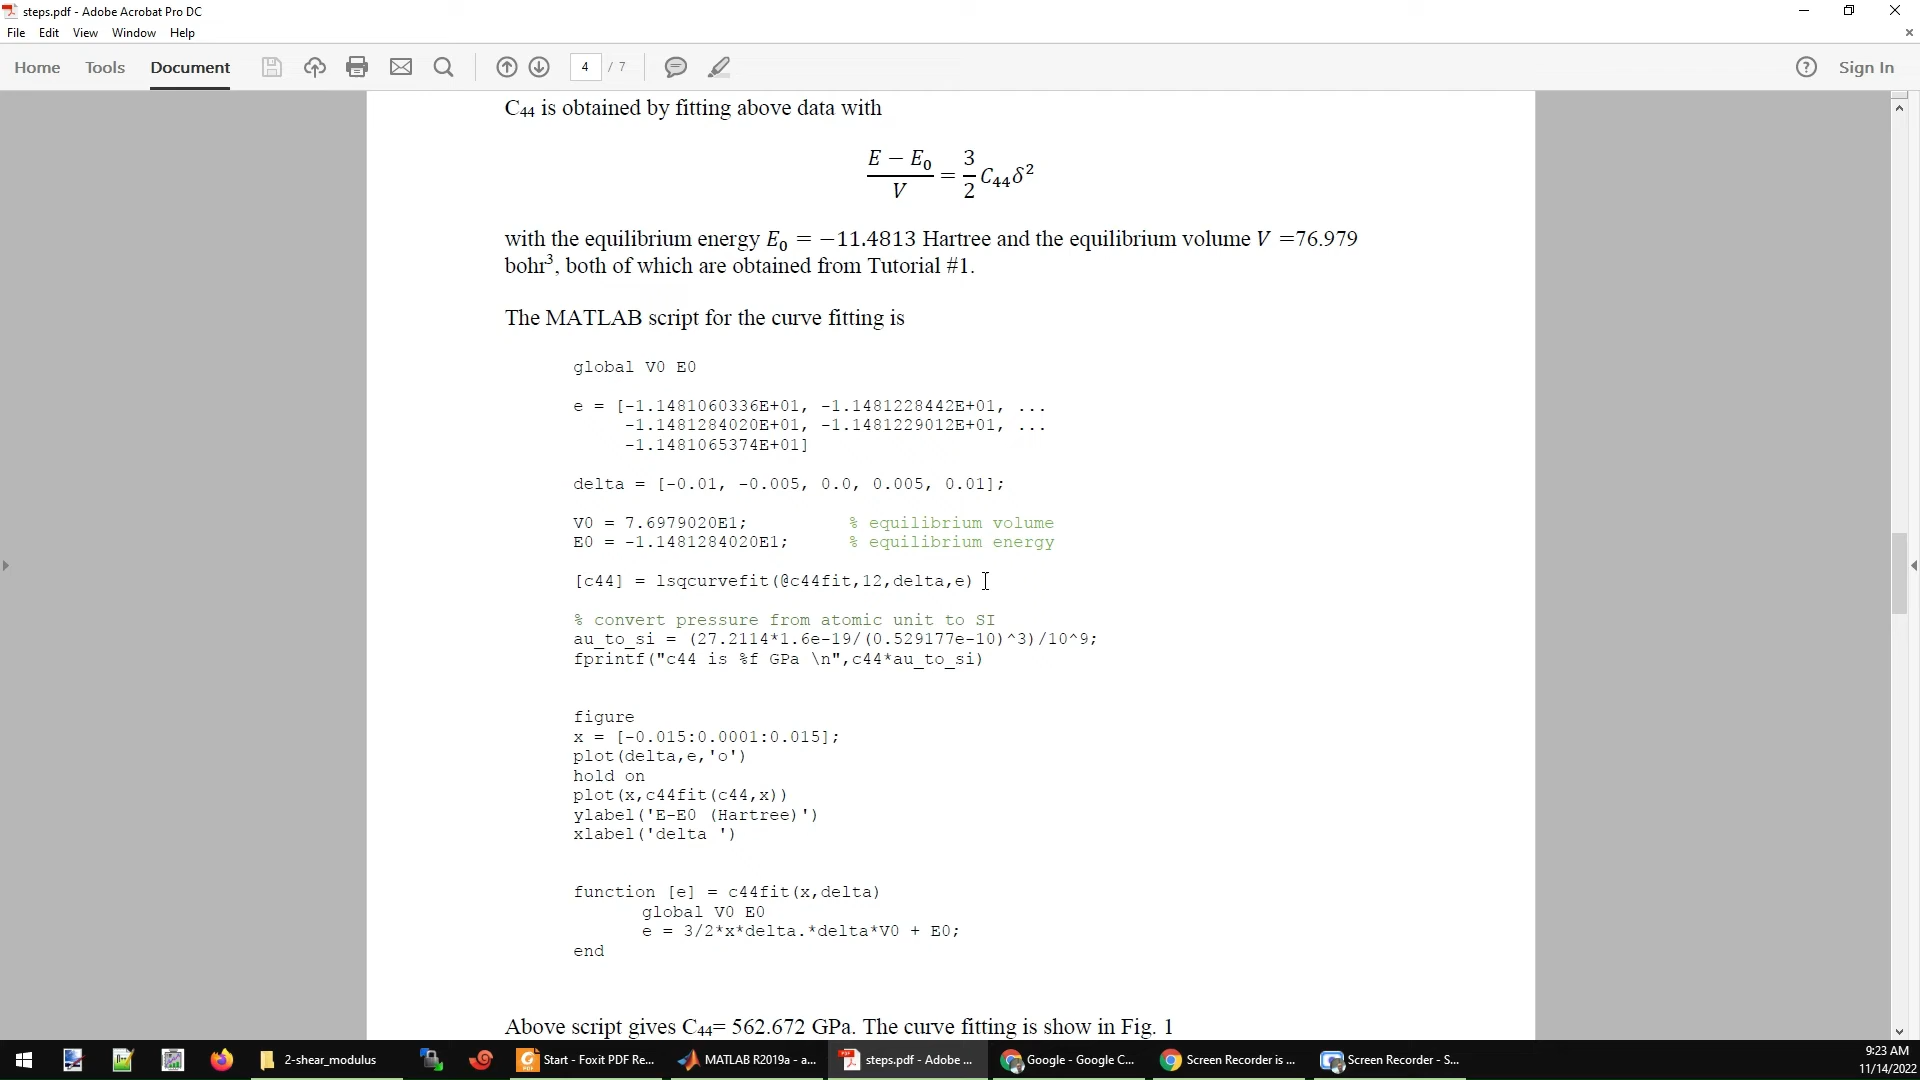 steps.pdf - Adobe Acrobat Pro DC
File Edit View Window Help
Home Tools Document 4 / 7 Sign In
C44 is obtained by fitting above data with
E − E0 / V = 3/2 C44δ²
with the equilibrium energy E0 = −11.4813 Hartree and the equilibrium volume V =76.979
bohr³, both of which are obtained from Tutorial #1.
The MATLAB script for the curve fitting is
global V0 E0
e = [-1.1481060336E+01, -1.1481228442E+01, ...
-1.1481284020E+01, -1.1481229012E+01, ...
-1.1481065374E+01]
delta = [-0.01, -0.005, 0.0, 0.005, 0.01];
V0 = 7.6979020E1; % equilibrium volume
E0 = -1.1481284020E1; % equilibrium energy
[c44] = lsqcurvefit(@c44fit,12,delta,e)
% convert pressure from atomic unit to SI
au_to_si = (27.2114*1.6e-19/(0.529177e-10)^3)/10^9;
fprintf("c44 is %f GPa \n",c44*au_to_si)
figure
x = [-0.015:0.0001:0.015];
plot(delta,e,'o')
hold on
plot(x,c44fit(c44,x))
ylabel('E-E0 (Hartree)')
xlabel('delta ')
function [e] = c44fit(x,delta)
global V0 E0
e = 3/2*x*delta.*delta*V0 + E0;
end
Above script gives C44= 562.672 GPa. The curve fitting is show in Fig. 1
2-shear_modulus Start - Foxit PDF Re... MATLAB R2019a - a... steps.pdf - Adobe ... Google - Google C... Screen Recorder is ... Screen Recorder - S...
9:23 AM
11/14/2022